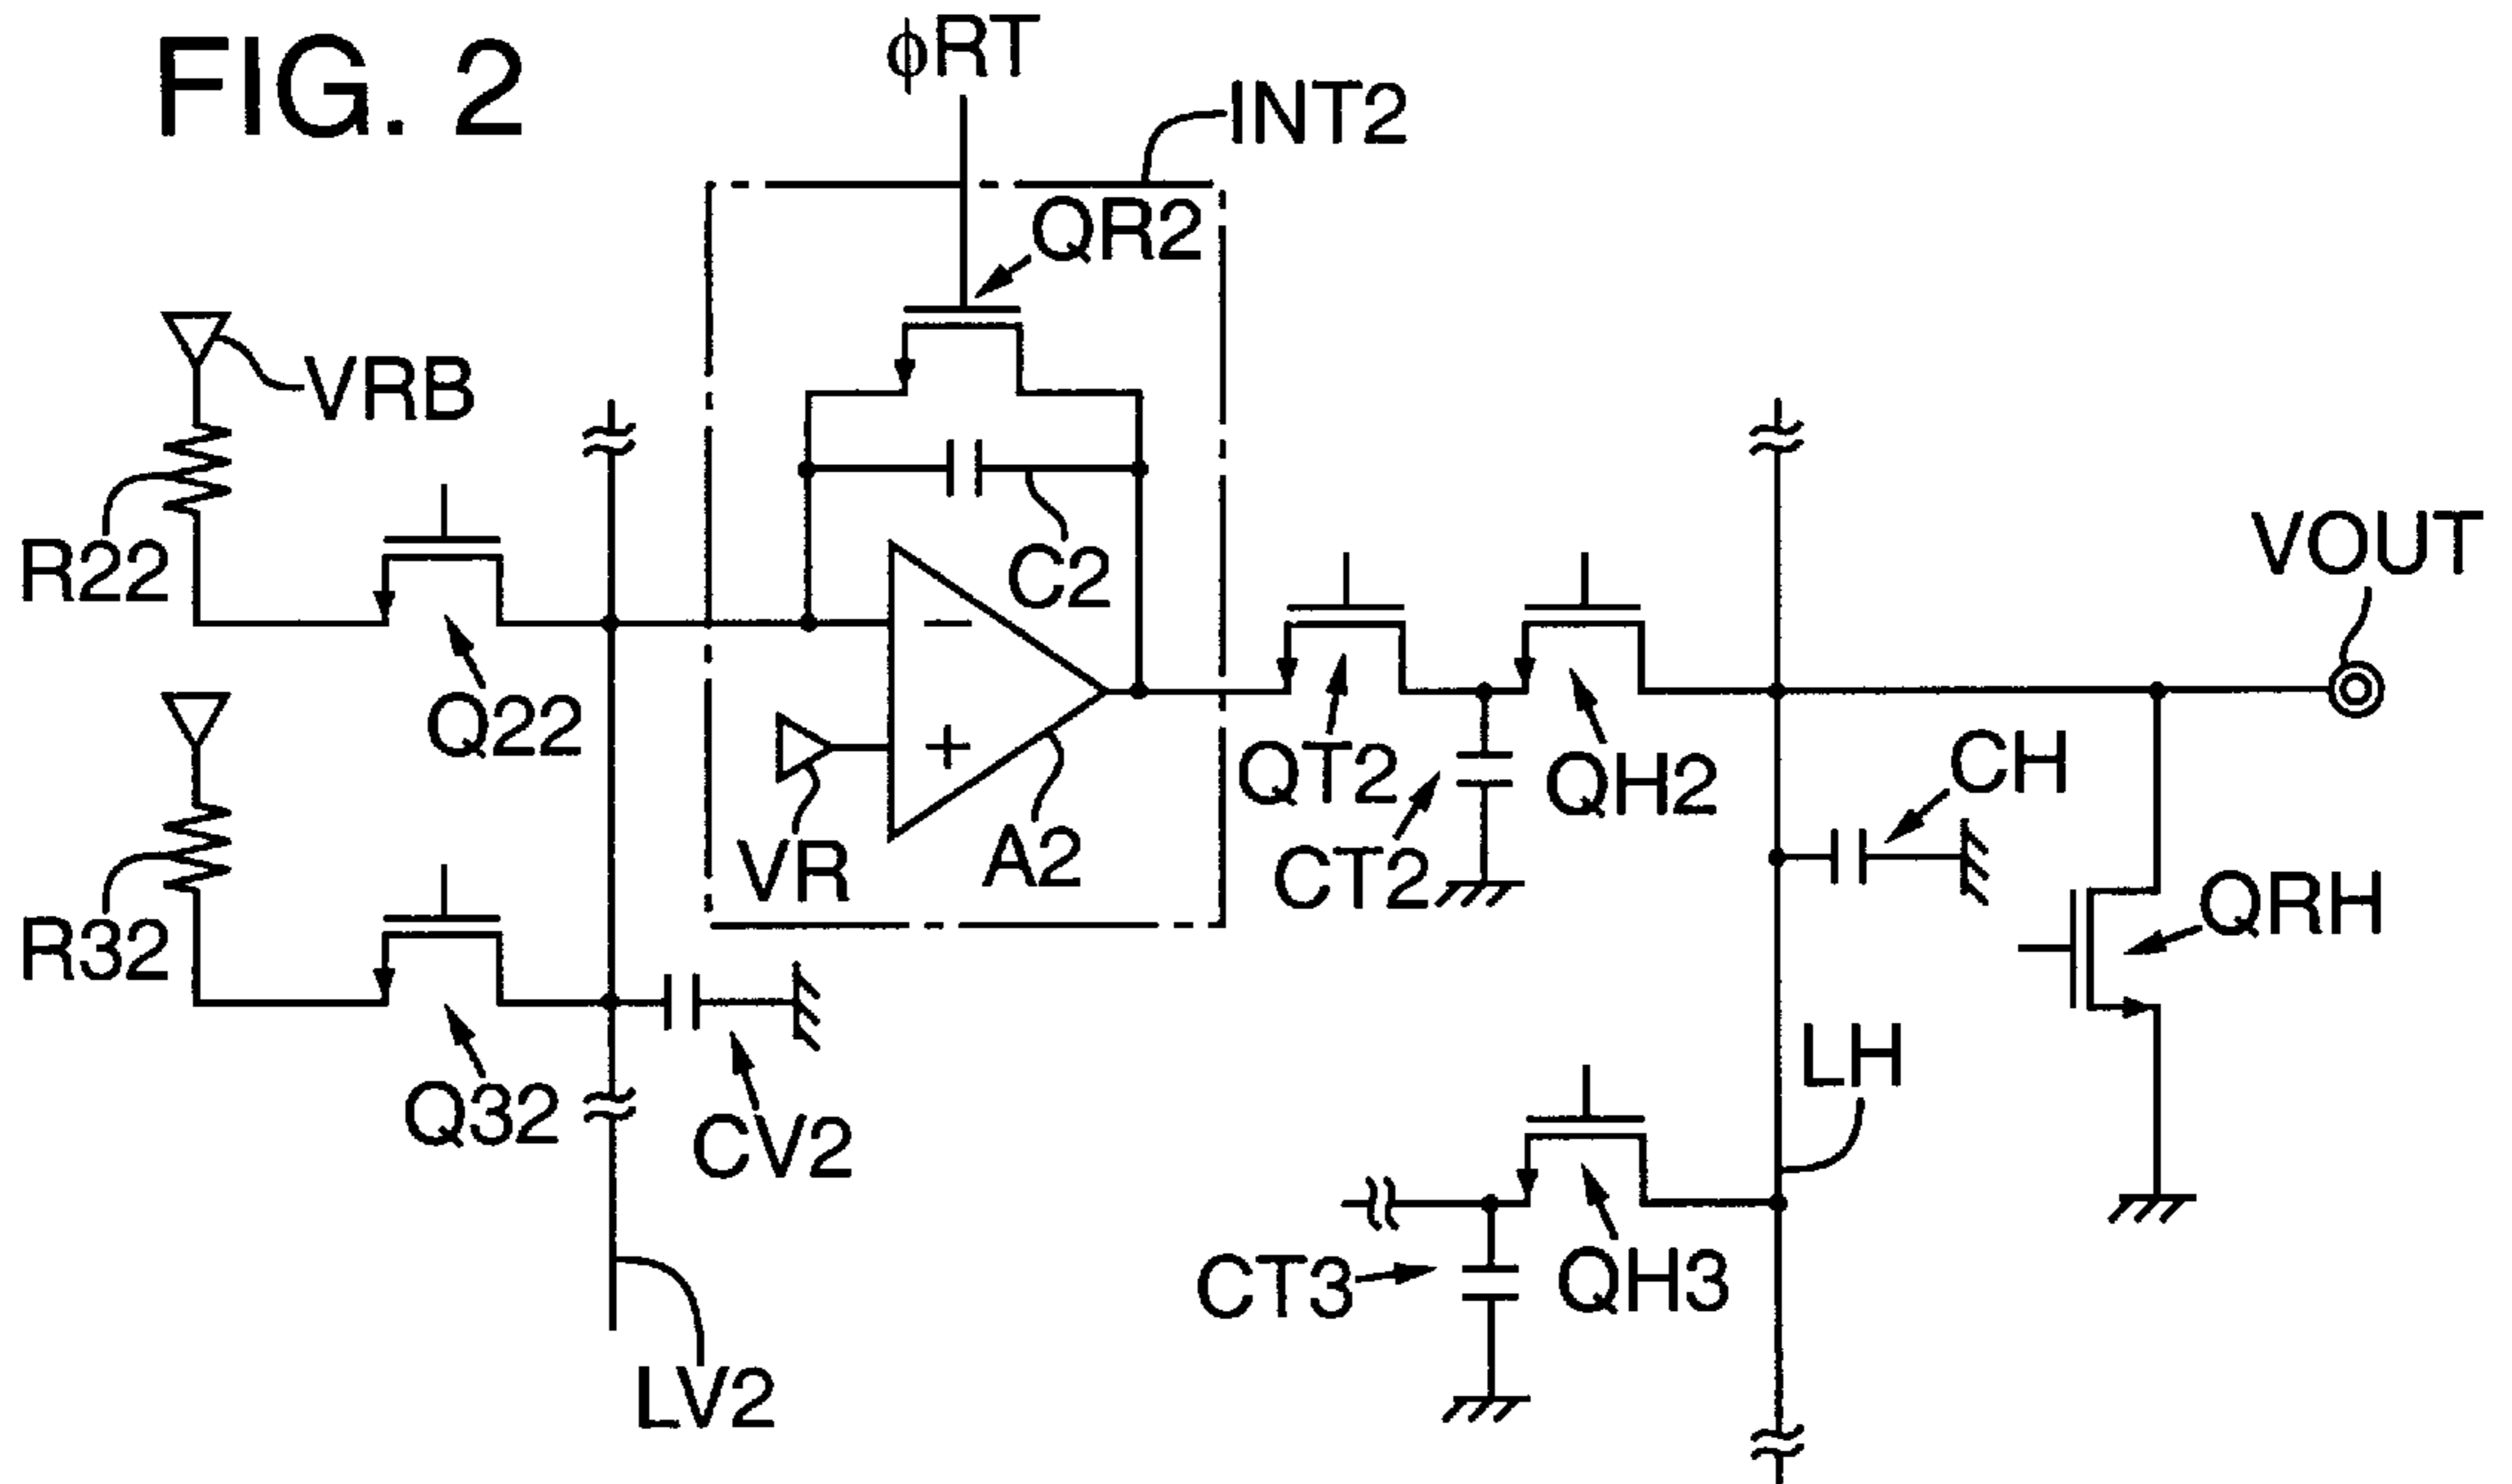 FIG. 2
ϕRT
INT2
QR2
VRB
R22
C2
VOUT
Q22
QT2
QH2
CH
VR
A2
CT2
QRH
R32
LH
Q32
CV2
CT3
QH3
LV2
−
+